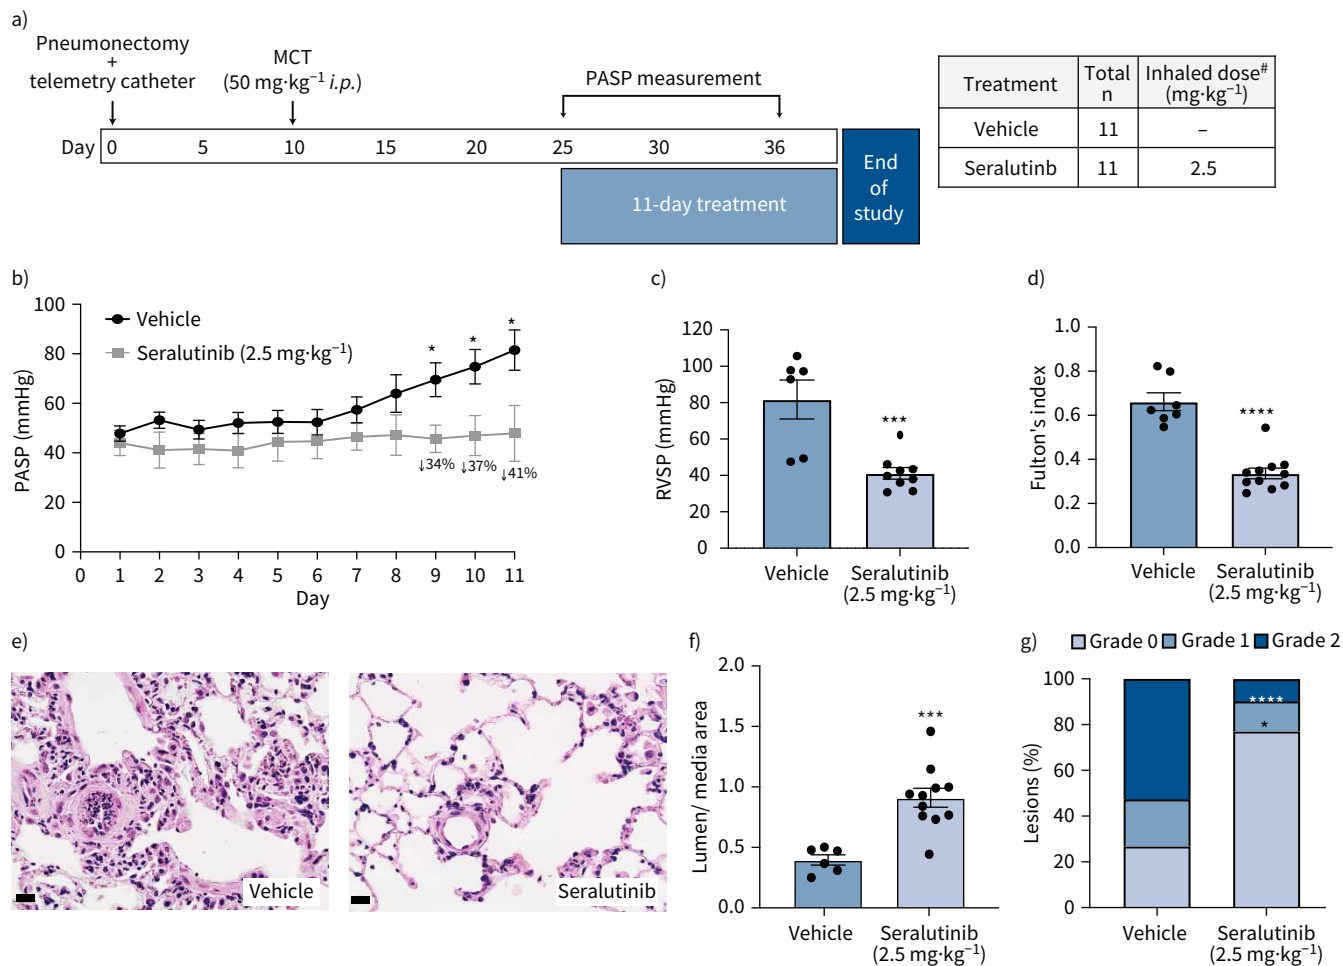 a)
Pneumonectomy
+
telemetry catheter
MCT
(50 mg·kg⁻¹ i.p.)
PASP measurement
Day 0 5 10 15 20 25 30 36
11-day treatment
End
of
study
Treatment Total n Inhaled dose# (mg·kg⁻¹)
Vehicle 11 –
Seralutinb 11 2.5
b)
PASP (mmHg)
100
80
60
40
20
0
Vehicle
Seralutinib (2.5 mg·kg⁻¹)
* * *
↓34% ↓37% ↓41%
0 1 2 3 4 5 6 7 8 9 10 11
Day
c)
RVSP (mmHg)
120
100
80
60
40
20
0
***
Vehicle Seralutinib
(2.5 mg·kg⁻¹)
d)
Fulton's index
1.0
0.8
0.6
0.4
0.2
0.0
****
Vehicle Seralutinib
(2.5 mg·kg⁻¹)
e)
Vehicle
Seralutinib
f)
Lumen/ media area
2.0
1.5
1.0
0.5
0.0
***
Vehicle Seralutinib
(2.5 mg·kg⁻¹)
g)
Grade 0 Grade 1 Grade 2
Lesions (%)
100
80
60
40
20
0
****
*
Vehicle Seralutinib
(2.5 mg·kg⁻¹)